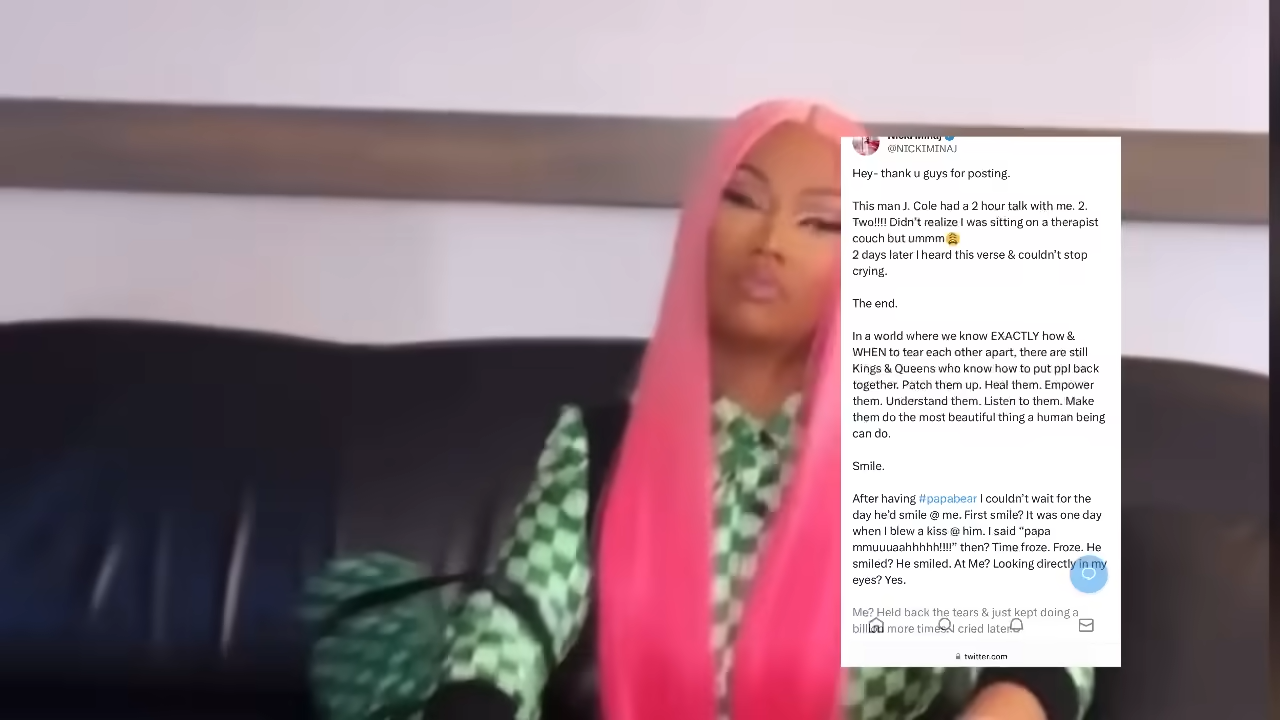 Nicki Minaj
@NICKIMINAJ
Hey- thank u guys for posting.
This man J. Cole had a 2 hour talk with me. 2.
Two!!!! Didn't realize I was sitting on a therapist
couch but ummm😩
2 days later I heard this verse & couldn't stop
crying.
The end.
In a world where we know EXACTLY how &
WHEN to tear each other apart, there are still
Kings & Queens who know how to put ppl back
together. Patch them up. Heal them. Empower
them. Understand them. Listen to them. Make
them do the most beautiful thing a human being
can do.
Smile.
After having #papabear I couldn't wait for the
day he'd smile @ me. First smile? It was one day
when I blew a kiss @ him. I said “papa
mmuuuaahhhhh!!!!” then? Time froze. Froze. He
smiled? He smiled. At Me? Looking directly in my
eyes? Yes.
Me? Held back the tears & just kept doing a
billion more times. I cried later
twitter.com